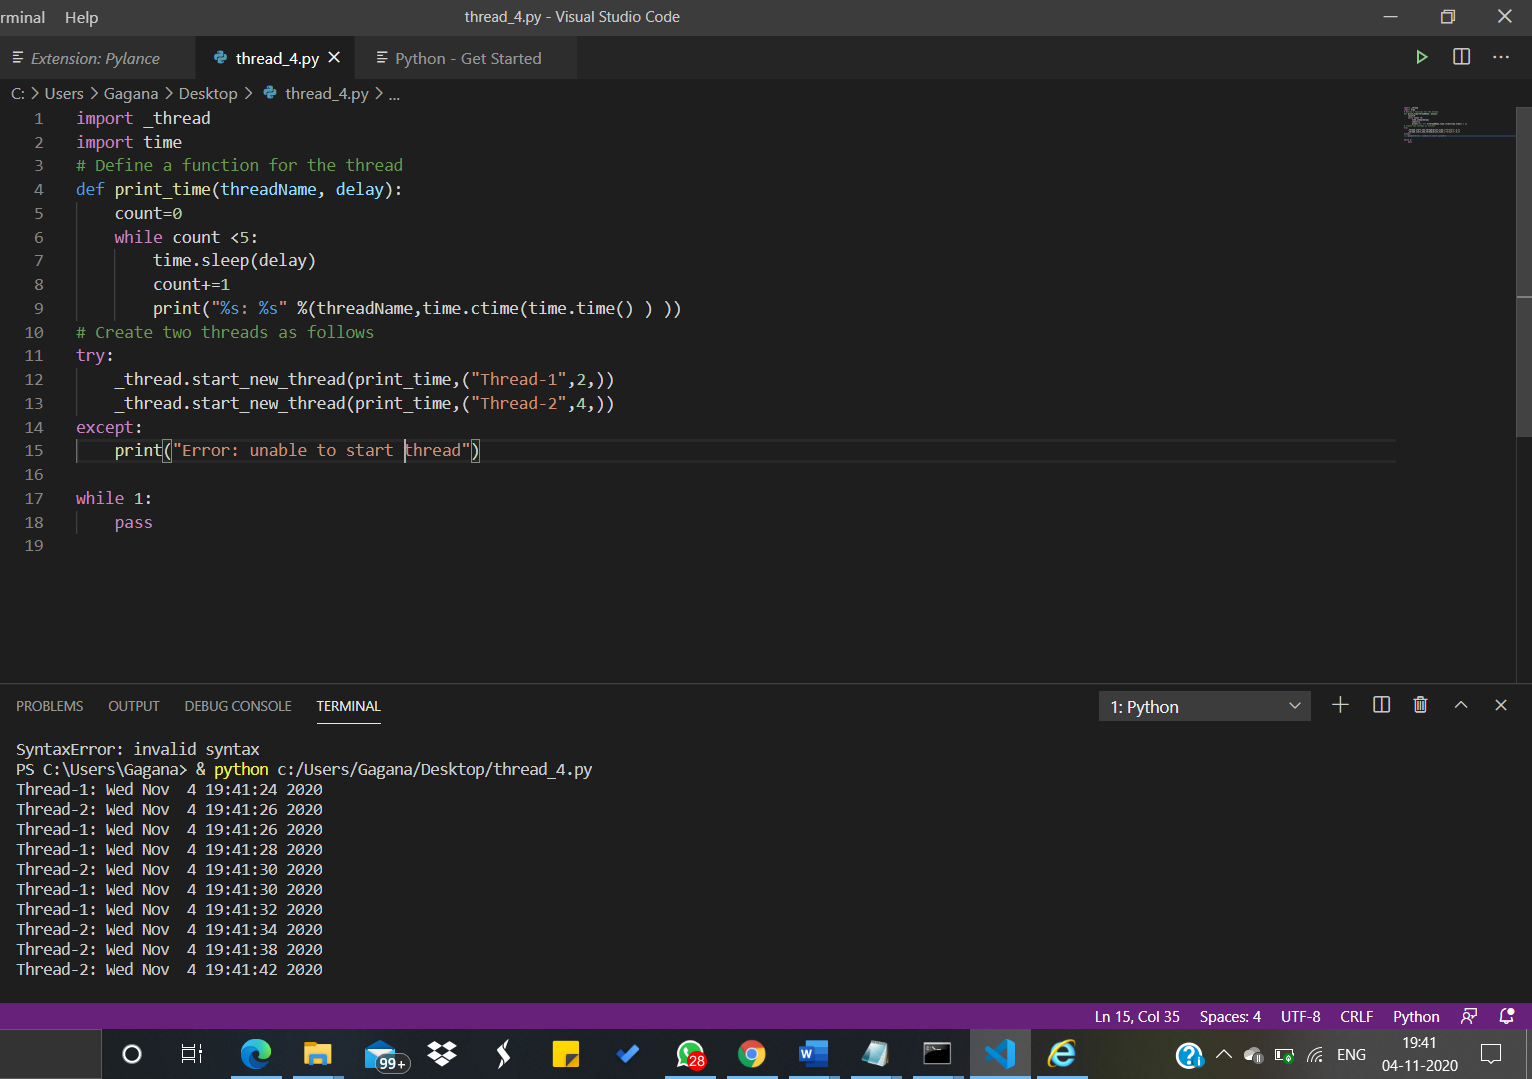 rminal Help thread_4.py - Visual Studio Code
Extension: Pylance thread_4.py Python - Get Started
C: > Users > Gagana > Desktop > thread_4.py > ...
1 import _thread
2 import time
3 # Define a function for the thread
4 def print_time(threadName, delay):
5 count=0
6 while count <5:
7 time.sleep(delay)
8 count+=1
9 print("%s: %s" %(threadName,time.ctime(time.time() ) ))
10 # Create two threads as follows
11 try:
12 _thread.start_new_thread(print_time,("Thread-1",2,))
13 _thread.start_new_thread(print_time,("Thread-2",4,))
14 except:
15 print("Error: unable to start thread")
16
17 while 1:
18 pass
19
PROBLEMS OUTPUT DEBUG CONSOLE TERMINAL 1: Python
SyntaxError: invalid syntax
PS C:\Users\Gagana> & python c:/Users/Gagana/Desktop/thread_4.py
Thread-1: Wed Nov  4 19:41:24 2020
Thread-2: Wed Nov  4 19:41:26 2020
Thread-1: Wed Nov  4 19:41:26 2020
Thread-1: Wed Nov  4 19:41:28 2020
Thread-2: Wed Nov  4 19:41:30 2020
Thread-1: Wed Nov  4 19:41:30 2020
Thread-1: Wed Nov  4 19:41:32 2020
Thread-2: Wed Nov  4 19:41:34 2020
Thread-2: Wed Nov  4 19:41:38 2020
Thread-2: Wed Nov  4 19:41:42 2020
Ln 15, Col 35 Spaces: 4 UTF-8 CRLF Python
99+ 28 ENG 19:41
04-11-2020